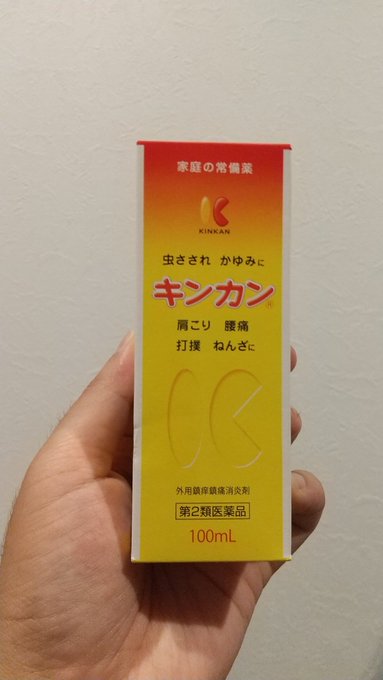 家庭の常備薬
KINKAN
虫さされ かゆみに
キンカン®
肩こり 腰痛
打撲 ねんざに
外用鎮痒鎮痛消炎剤
第2類医薬品
100mL